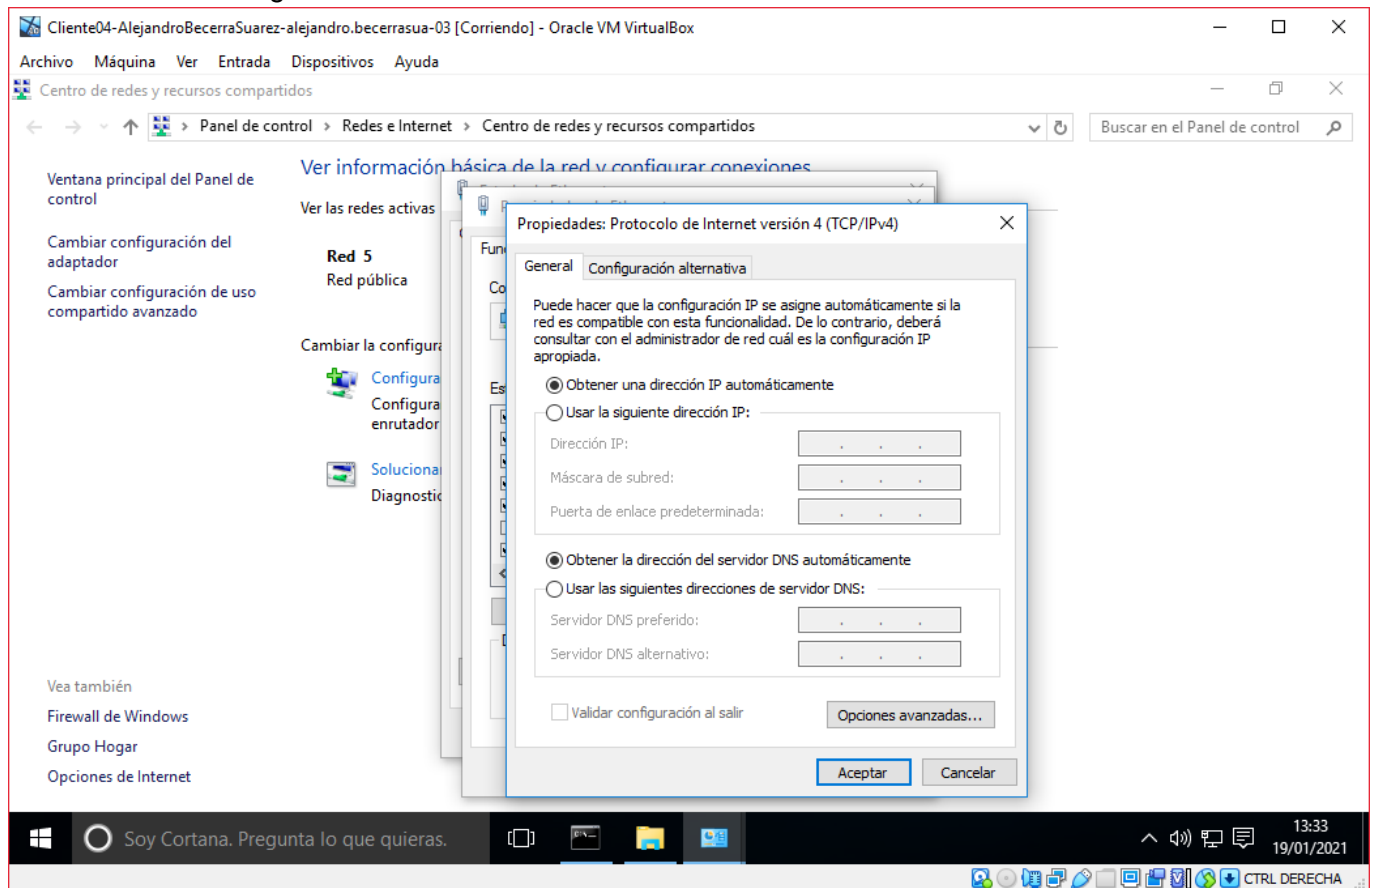 Cliente04-AlejandroBecerraSuarez-alejandro.becerrasua-03 [Corriendo] - Oracle VM VirtualBox
Archivo Máquina Ver Entrada Dispositivos Ayuda
Centro de redes y recursos compartidos
Panel de control > Redes e Internet > Centro de redes y recursos compartidos
Buscar en el Panel de control
Ventana principal del Panel de
control
Cambiar configuración del
adaptador
Cambiar configuración de uso
compartido avanzado
Vea también
Firewall de Windows
Grupo Hogar
Opciones de Internet
Ver información básica de la red y configurar conexiones
Ver las redes activas
Red 5
Red pública
Cambiar la configura
Configura
Configura
enrutador
Soluciona
Diagnostic
Fun
Co
Es
Propiedades: Protocolo de Internet versión 4 (TCP/IPv4)
General Configuración alternativa
Puede hacer que la configuración IP se asigne automáticamente si la
red es compatible con esta funcionalidad. De lo contrario, deberá
consultar con el administrador de red cuál es la configuración IP
apropiada.
Obtener una dirección IP automáticamente
Usar la siguiente dirección IP:
Dirección IP: . . .
Máscara de subred: . . .
Puerta de enlace predeterminada: . . .
Obtener la dirección del servidor DNS automáticamente
Usar las siguientes direcciones de servidor DNS:
Servidor DNS preferido: . . .
Servidor DNS alternativo: . . .
Validar configuración al salir
Opciones avanzadas...
Aceptar Cancelar
Soy Cortana. Pregunta lo que quieras.
13:33
19/01/2021
CTRL DERECHA